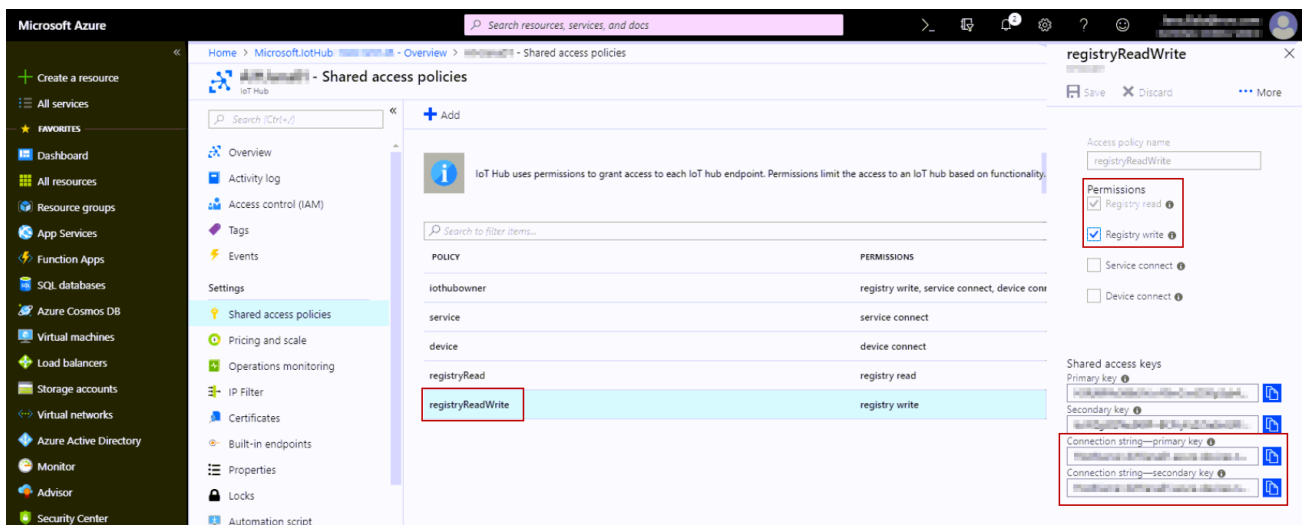 Microsoft Azure
Search resources, services, and docs
2
Create a resource
All services
FAVORITES
Dashboard
All resources
Resource groups
App Services
Function Apps
SQL databases
Azure Cosmos DB
Virtual machines
Load balancers
Storage accounts
Virtual networks
Azure Active Directory
Monitor
Advisor
Security Center
Home > Microsoft.IotHub - Overview > - Shared access policies
- Shared access policies
IoT Hub
Search (Ctrl+/)
Overview
Activity log
Access control (IAM)
Tags
Events
Settings
Shared access policies
Pricing and scale
Operations monitoring
IP Filter
Certificates
Built-in endpoints
Properties
Locks
Automation script
Add
IoT Hub uses permissions to grant access to each IoT hub endpoint. Permissions limit the access to an IoT hub based on functionality.
Search to filter items...
POLICY PERMISSIONS
iothubowner registry write, service connect, device conn
service service connect
device device connect
registryRead registry read
registryReadWrite registry write
registryReadWrite
Save Discard More
Access policy name
registryReadWrite
Permissions
Registry read
Registry write
Service connect
Device connect
Shared access keys
Primary key
Secondary key
Connection string—primary key
Connection string—secondary key